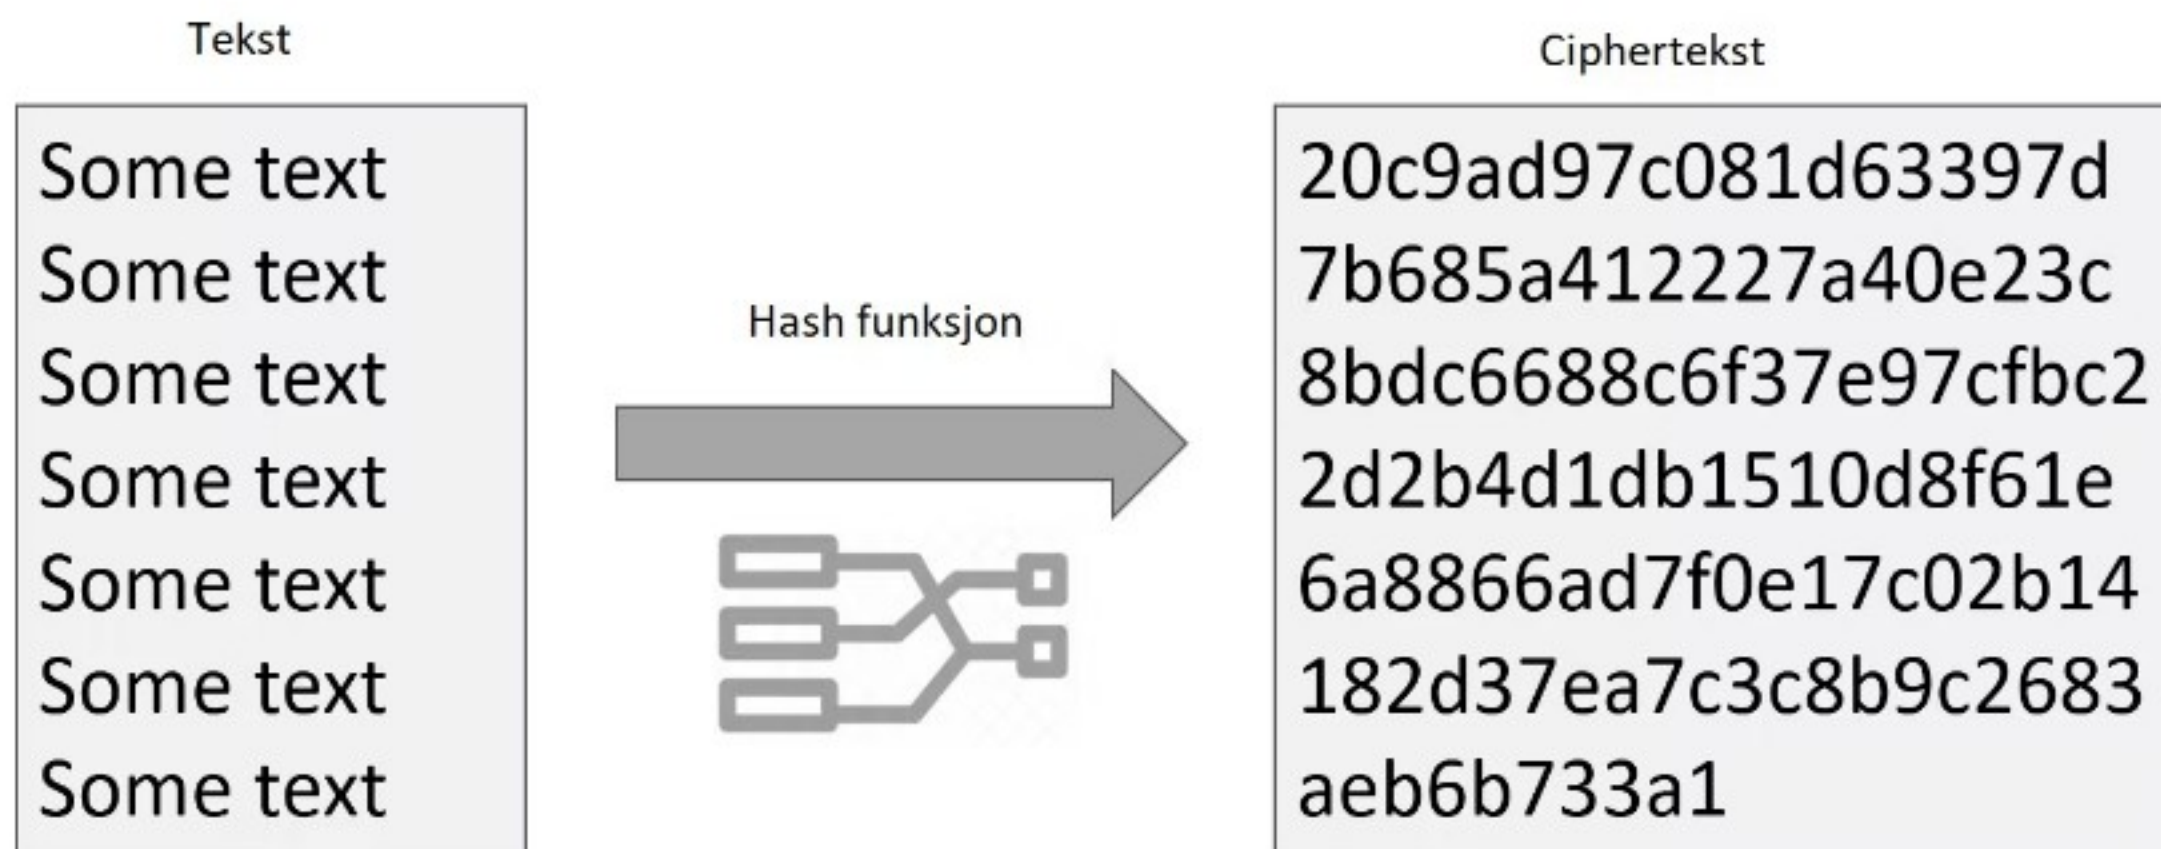 Tekst
Some text
Some text
Some text
Some text
Some text
Some text
Some text
Hash funksjon
Ciphertekst
20c9ad97c081d63397d
7b685a412227a40e23c
8bdc6688c6f37e97cfbc2
2d2b4d1db1510d8f61e
6a8866ad7f0e17c02b14
182d37ea7c3c8b9c2683
aeb6b733a1